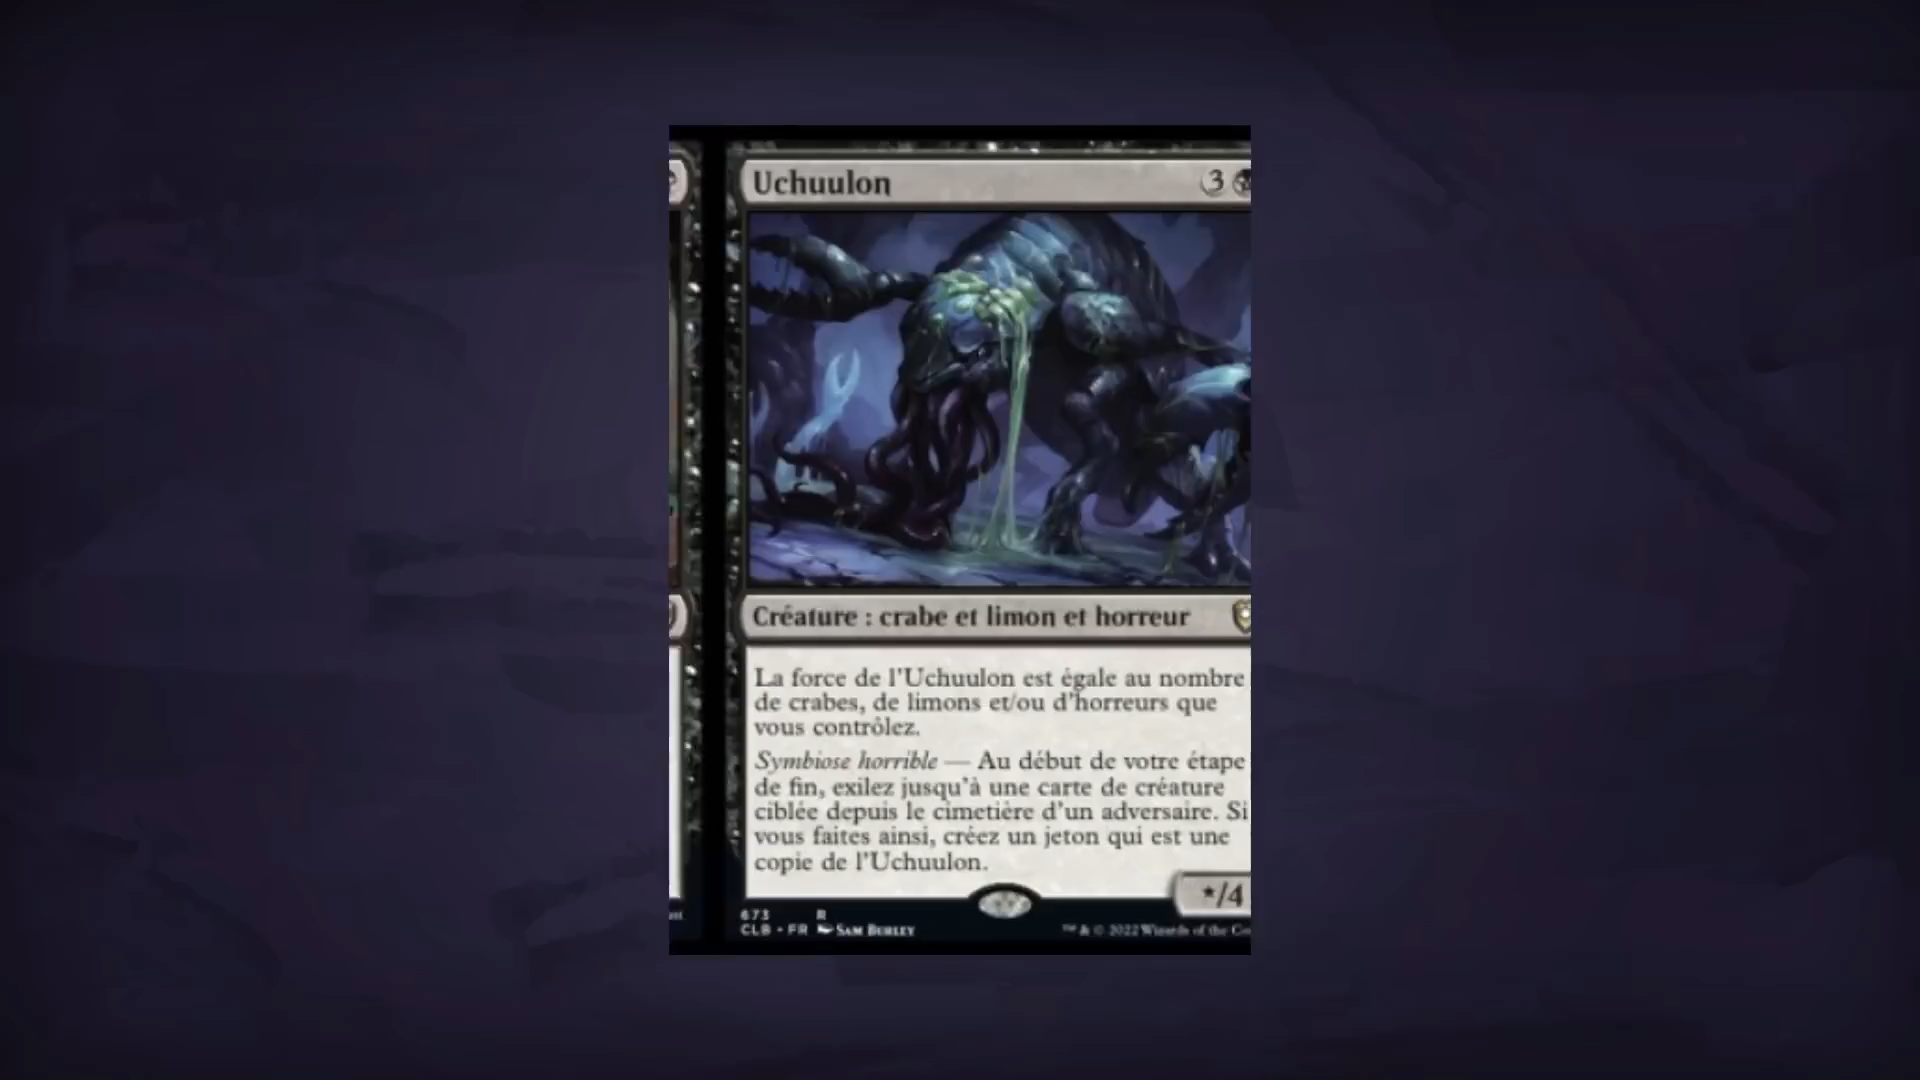 Uchuulon 3
Créature : crabe et limon et horreur
La force de l'Uchuulon est égale au nombre
de crabes, de limons et/ou d'horreurs que
vous contrôlez.
Symbiose horrible — Au début de votre étape
de fin, exilez jusqu'à une carte de créature
ciblée depuis le cimetière d'un adversaire. Si
vous faites ainsi, créez un jeton qui est une
copie de l'Uchuulon.
*/4
673 R
CLB • FR Sam Burley
™ & © 2022 Wizards of the Co